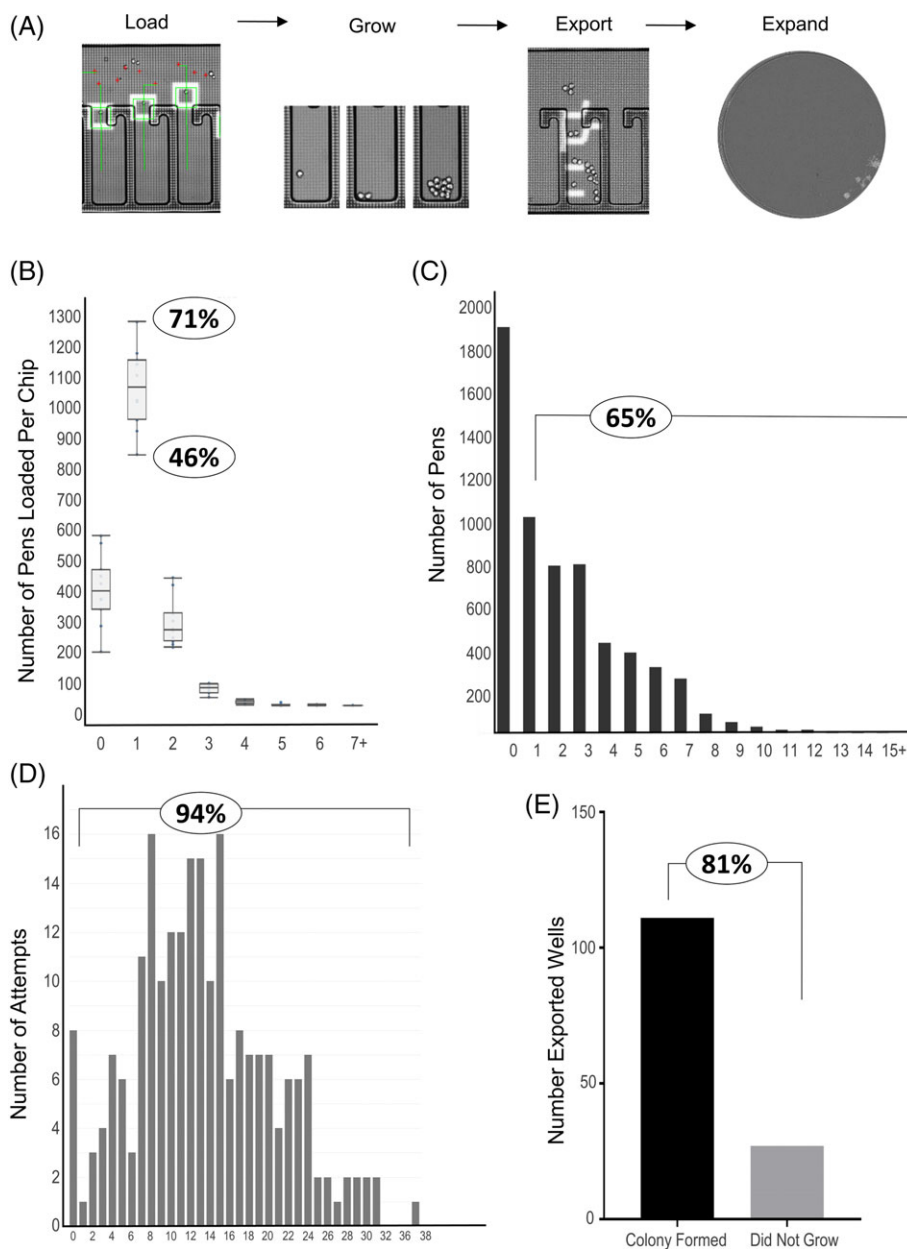 (A)
Load
Grow
Export
Expand
(B)
Number of Pens Loaded Per Chip
1300
1200
1100
1000
900
800
700
600
500
400
300
200
100
0
71%
46%
0 1 2 3 4 5 6 7+
(C)
Number of Pens
2000
1800
1600
1400
1200
1000
800
600
400
200
65%
0 1 2 3 4 5 6 7 8 9 10 11 12 13 14 15+
(D)
Number of Attempts
16
14
12
10
8
6
4
2
0
94%
0 2 4 6 8 10 12 14 16 18 20 22 24 26 28 30 31 36 38
(E)
Number Exported Wells
150
100
50
0
81%
Colony Formed Did Not Grow